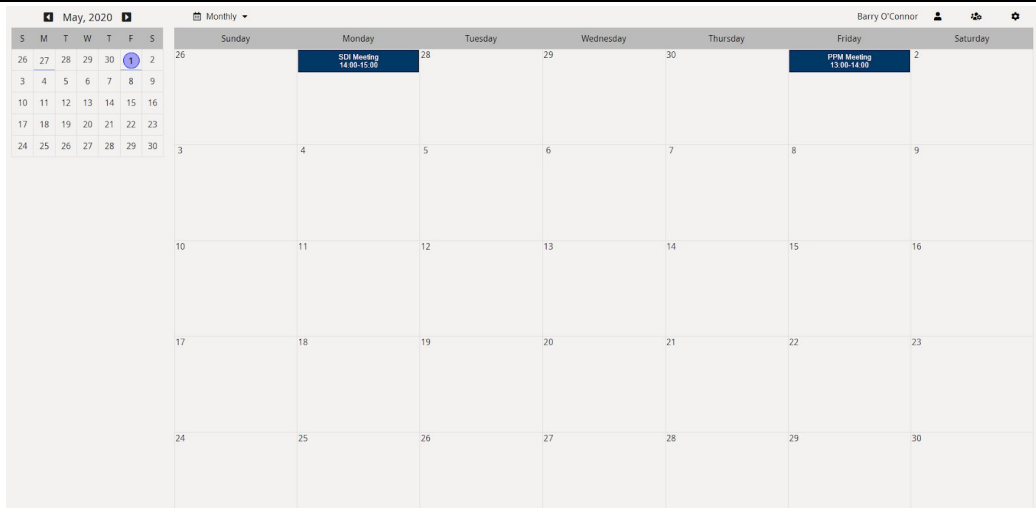 May, 2020
Monthly
Barry O'Connor
S M T W T F S
26 27 28 29 30 1 2
3 4 5 6 7 8 9
10 11 12 13 14 15 16
17 18 19 20 21 22 23
24 25 26 27 28 29 30
Sunday Monday Tuesday Wednesday Thursday Friday Saturday
26 SDI Meeting 28 29 30 PPM Meeting 2
14:00-15:00 13:00-14:00
3 4 5 6 7 8 9
10 11 12 13 14 15 16
17 18 19 20 21 22 23
24 25 26 27 28 29 30